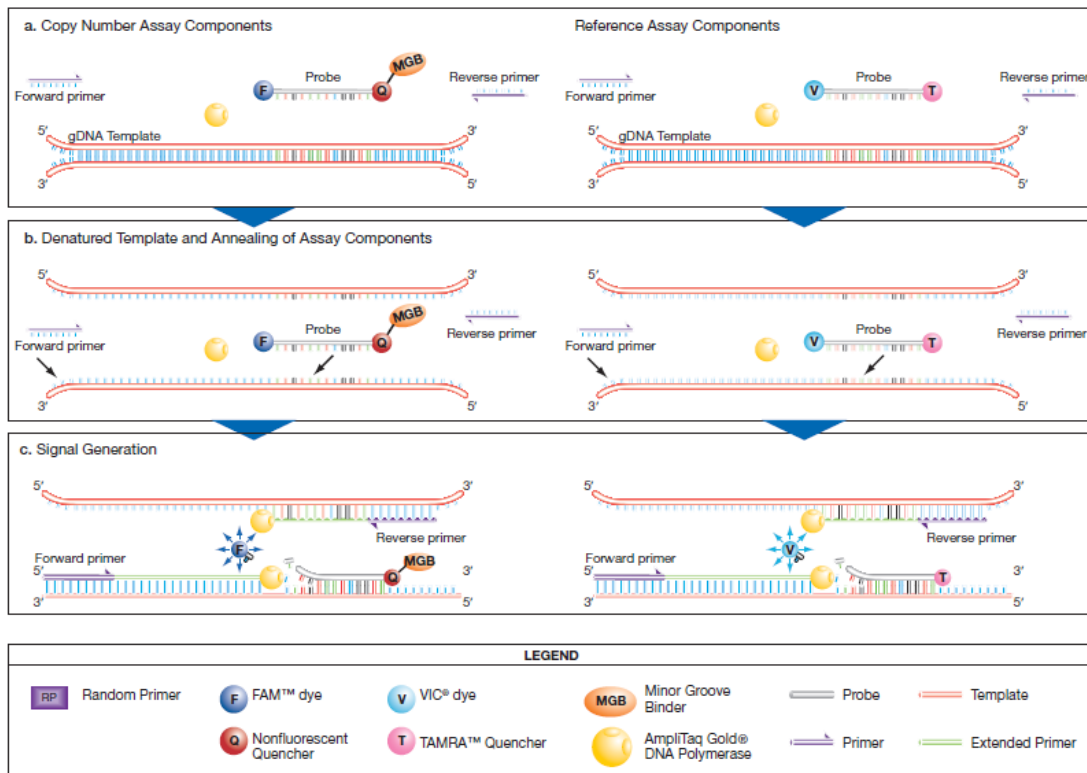 a. Copy Number Assay Components
Reference Assay Components
Forward primer
F
Probe
Q
MGB
Reverse primer
5′
gDNA Template
3′
3′
5′
Forward primer
V
Probe
T
Reverse primer
5′
gDNA Template
3′
3′
5′
b. Denatured Template and Annealing of Assay Components
5′
3′
Forward primer
F
Probe
Q
MGB
Reverse primer
3′
5′
5′
3′
Forward primer
V
Probe
T
Reverse primer
3′
5′
c. Signal Generation
5′
3′
Reverse primer
F
Forward primer
5′
Q
MGB
3′
3′
5′
5′
3′
Reverse primer
V
Forward primer
5′
T
3′
3′
5′
LEGEND
RP Random Primer
F FAM™ dye
V VIC® dye
MGB Minor Groove
Binder
Probe
Template
Q Nonfluorescent
Quencher
T TAMRA™ Quencher
AmpliTaq Gold®
DNA Polymerase
Primer
Extended Primer